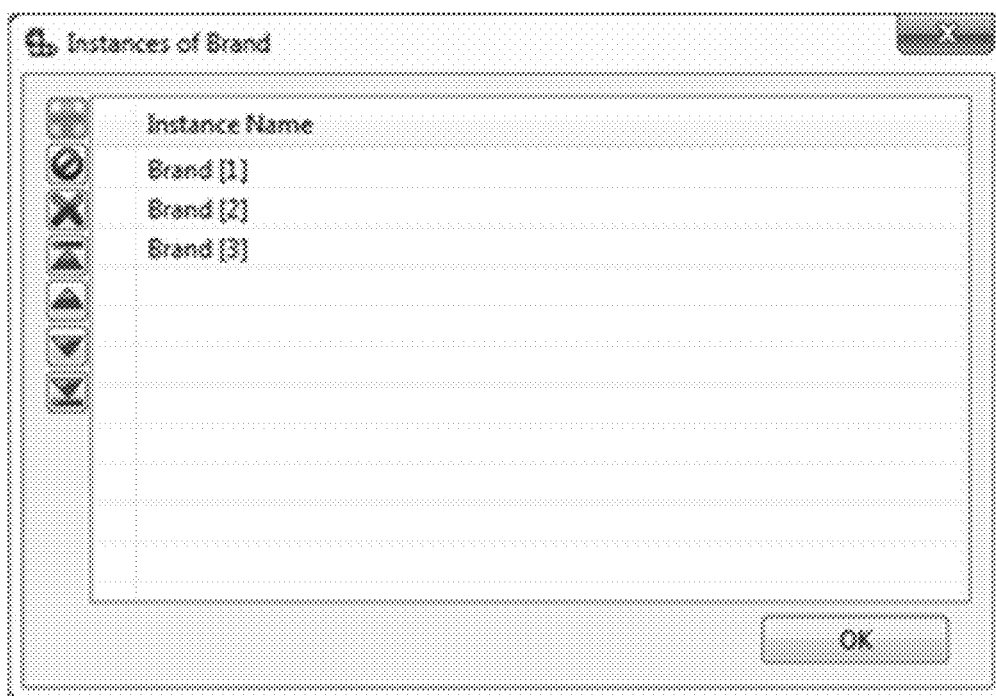 Instances of Brand
Instance Name
Brand [1]
Brand [2]
Brand [3]
OK